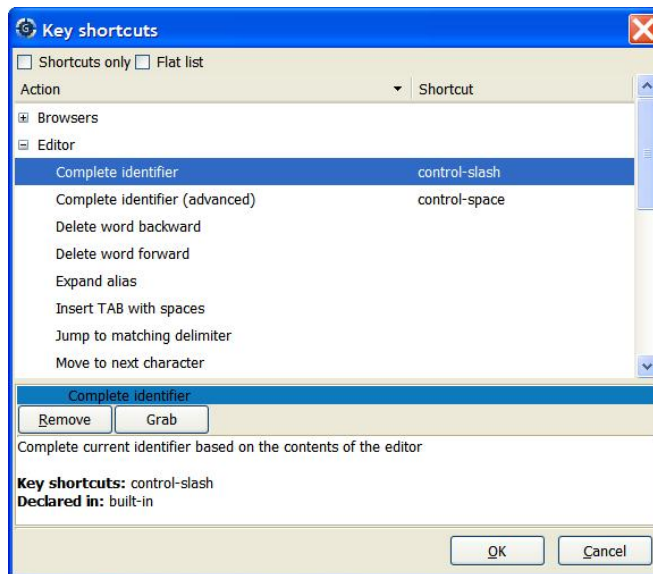 Key shortcuts
Shortcuts only Flat list
Action Shortcut
Browsers
Editor
Complete identifier control-slash
Complete identifier (advanced) control-space
Delete word backward
Delete word forward
Expand alias
Insert TAB with spaces
Jump to matching delimiter
Move to next character
Complete identifier
Remove Grab
Complete current identifier based on the contents of the editor
Key shortcuts: control-slash
Declared in: built-in
OK Cancel